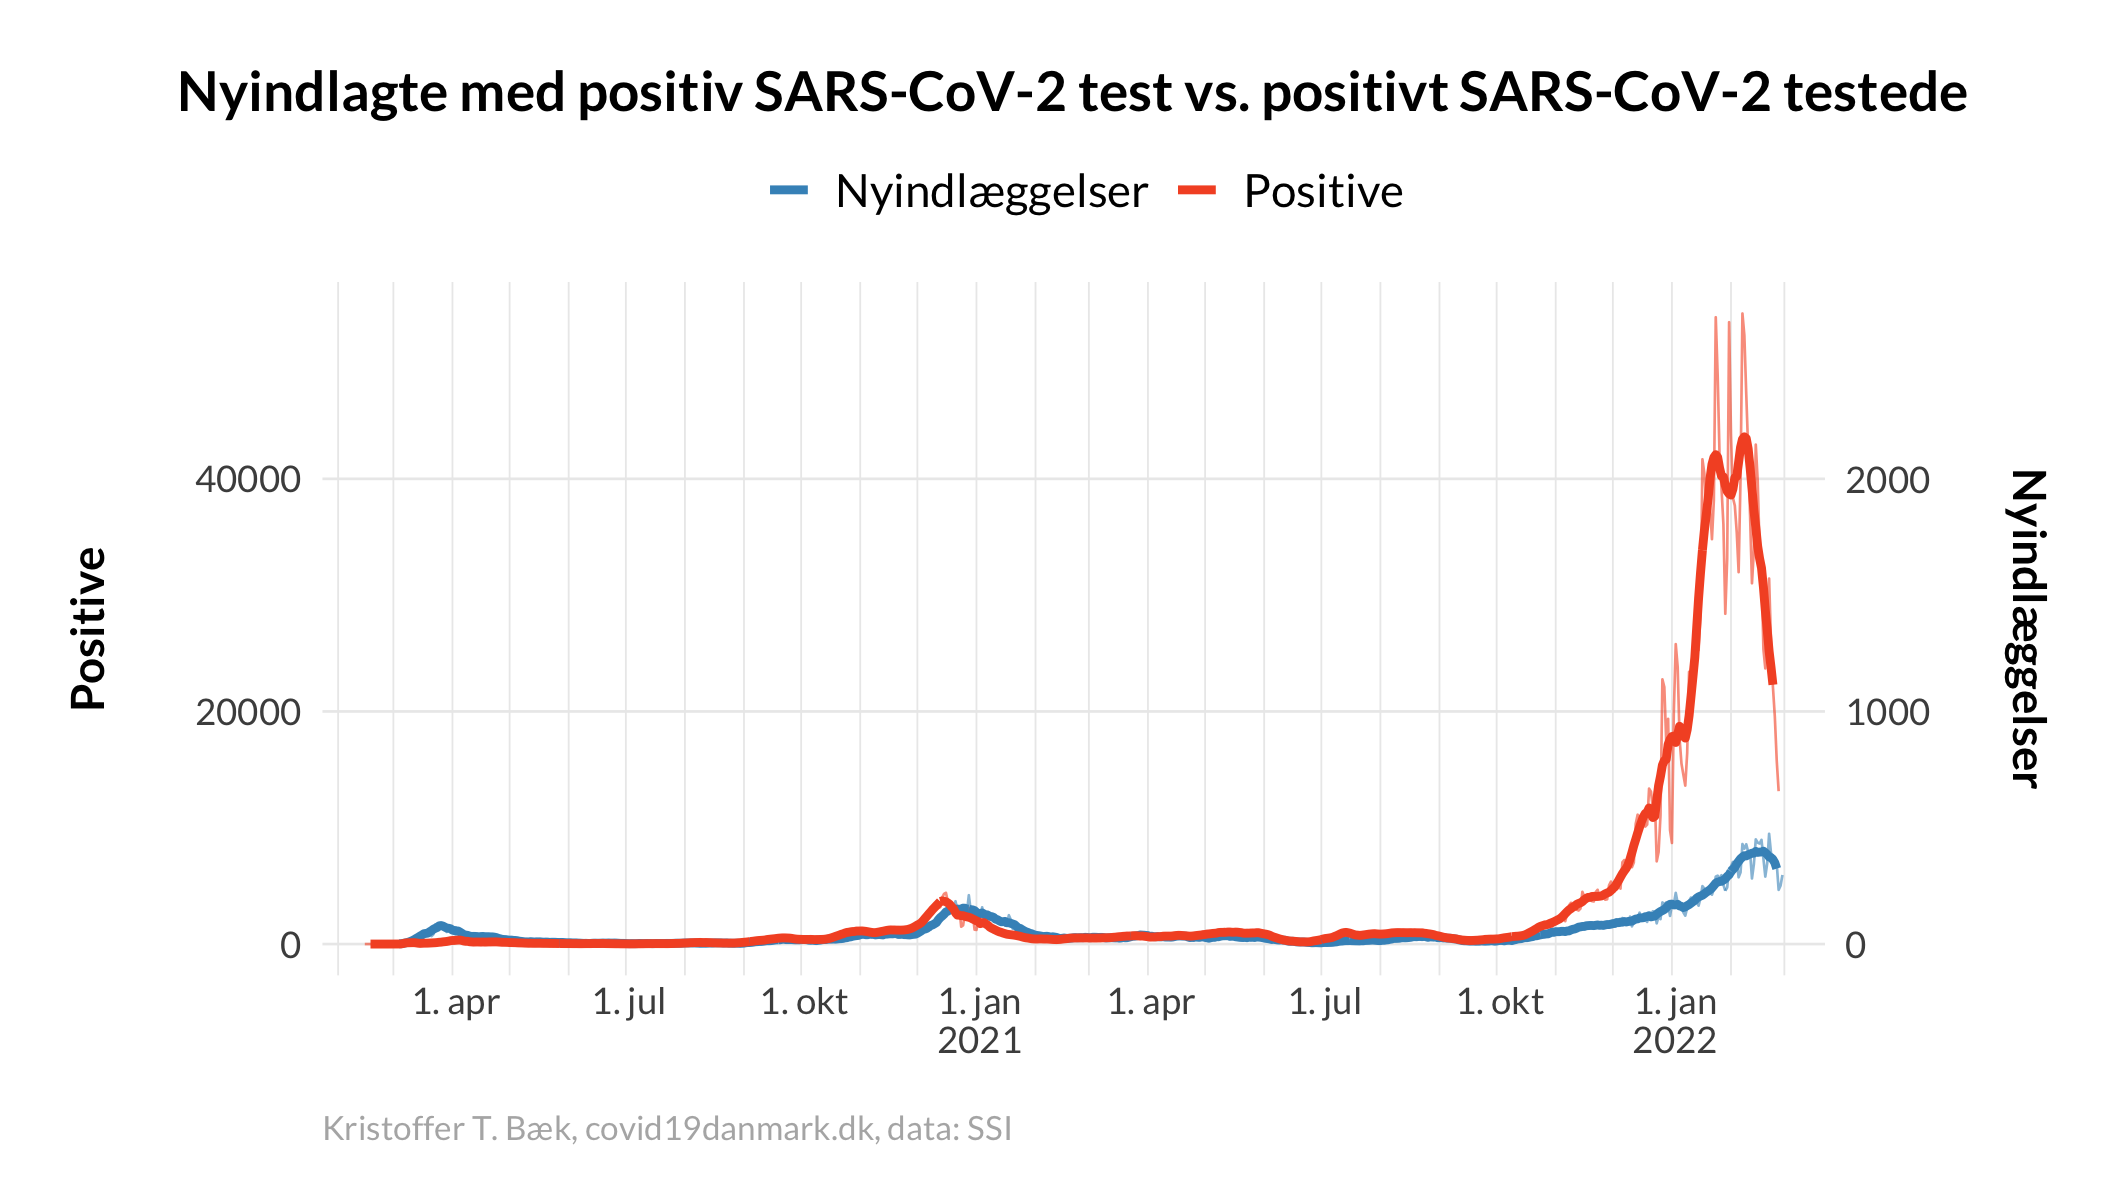 Nyindlagte med positiv SARS-CoV-2 test vs. positivt SARS-CoV-2 testede
Nyindlæggelser Positive
Positive
40000
20000
0
2000
1000
0
Nyindlæggelser
1. apr 1. jul 1. okt 1. jan 1. apr 1. jul 1. okt 1. jan
2021 2022
Kristoffer T. Bæk, covid19danmark.dk, data: SSI